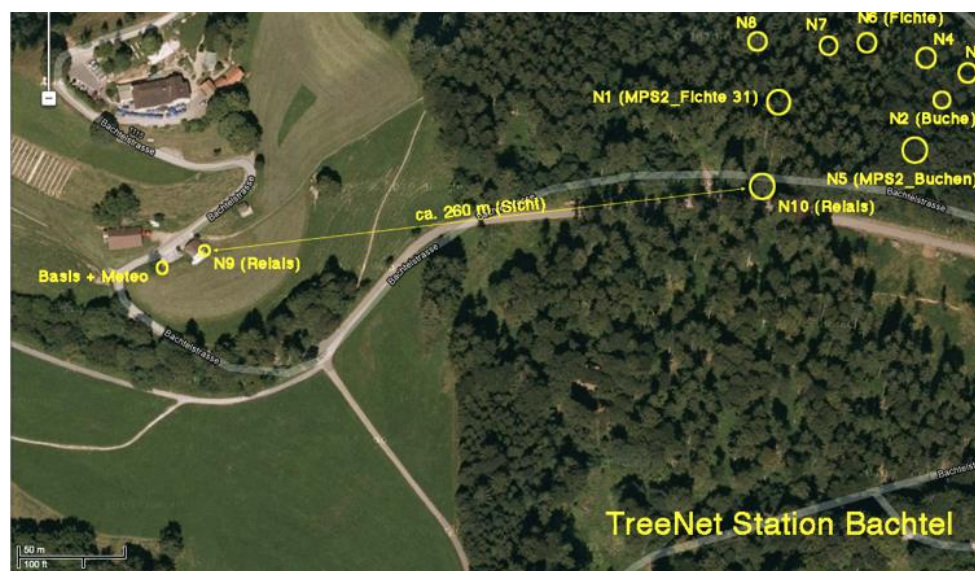 N8
N7
N6 (Fichte)
N4
N
N1 (MPS2_Fichte 31)
N2 (Buche)
N5 (MPS2_Buchen)
N10 (Relais)
ca. 260 m (Sicht)
N9 (Relais)
Basis + Meteo
Bachtelstrasse
Bachtelstrasse
Bachtelstrasse
Bachtelstrasse
Bachtelstrasse
TreeNet Station Bachtel
50 m
100 ft